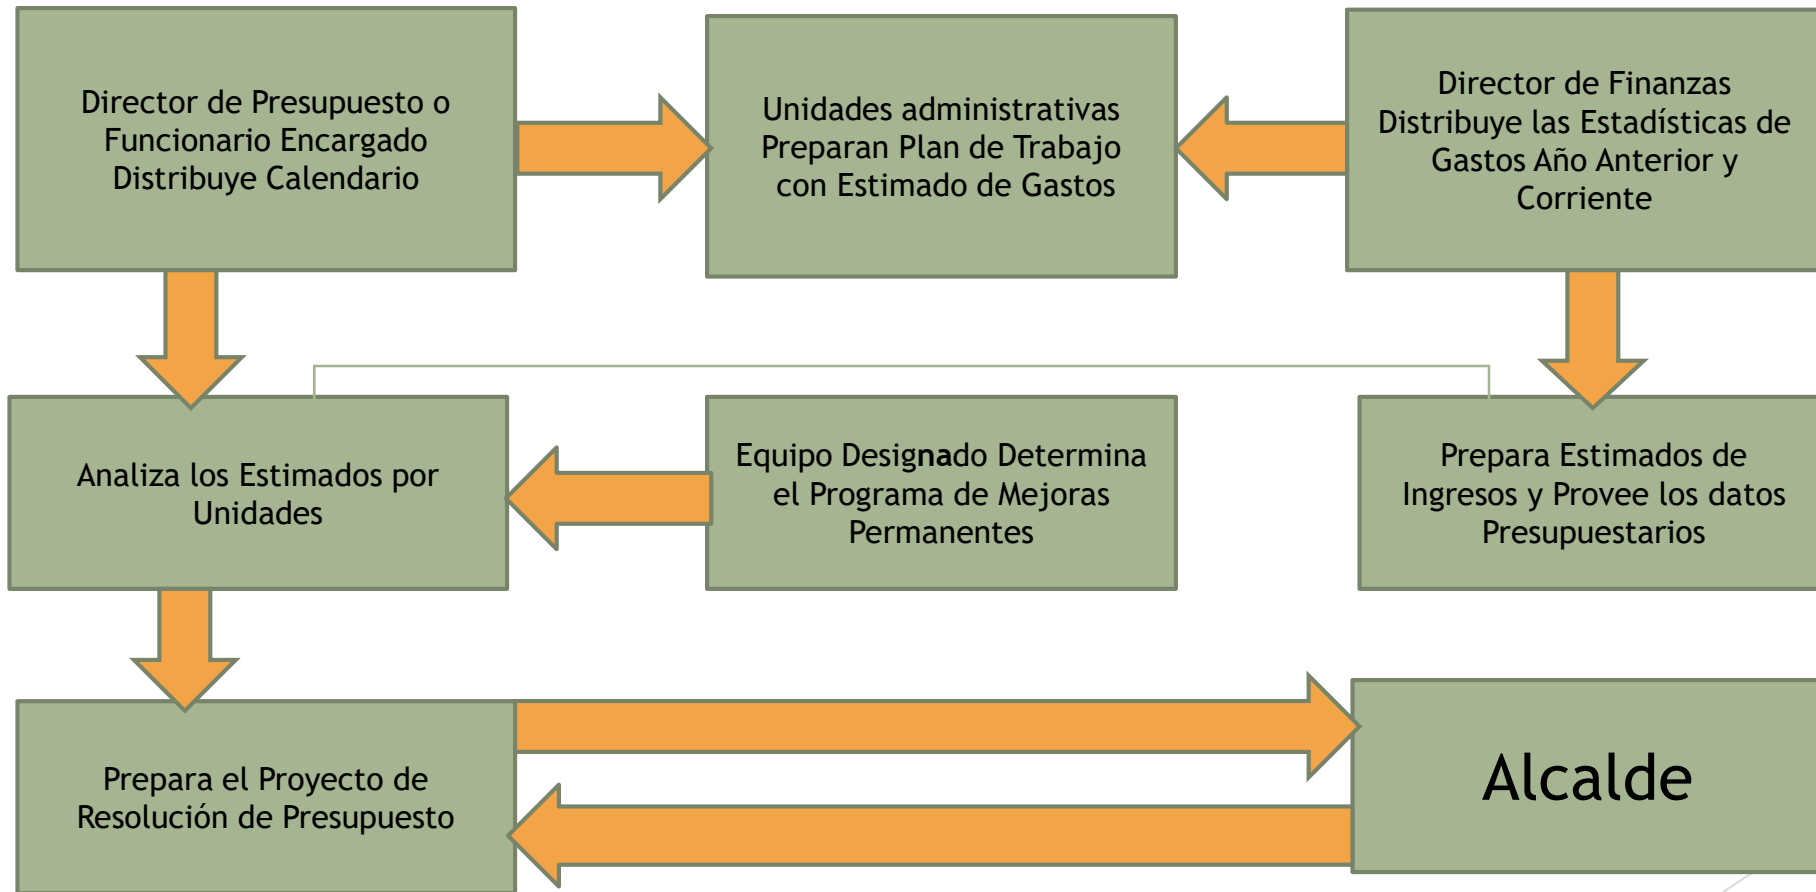 Director de Presupuesto o
Funcionario Encargado
Distribuye Calendario
Unidades administrativas
Preparan Plan de Trabajo
con Estimado de Gastos
Director de Finanzas
Distribuye las Estadísticas de
Gastos Año Anterior y
Corriente
Analiza los Estimados por
Unidades
Equipo Designado Determina
el Programa de Mejoras
Permanentes
Prepara Estimados de
Ingresos y Provee los datos
Presupuestarios
Prepara el Proyecto de
Resolución de Presupuesto
Alcalde